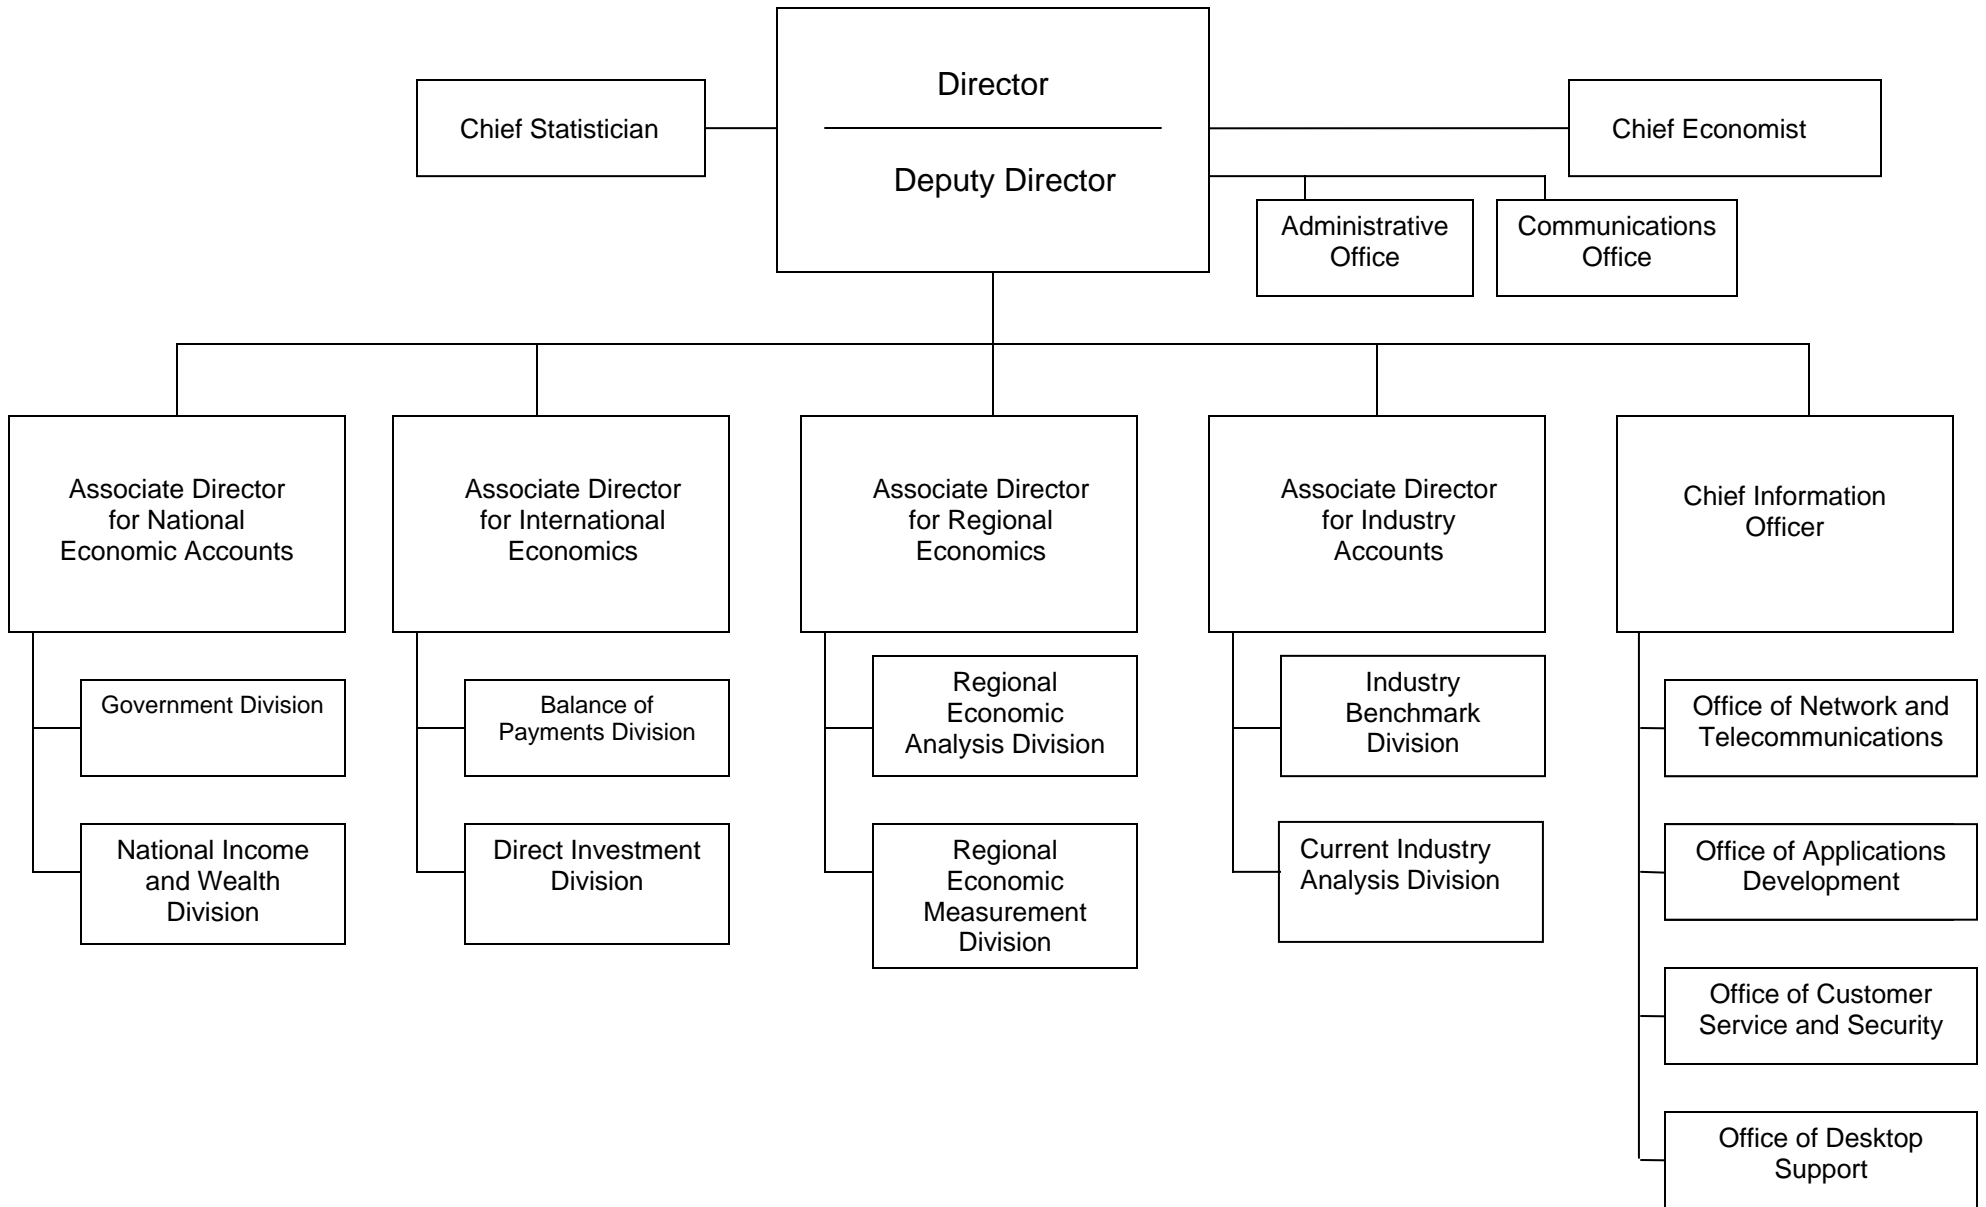 Director
Chief Statistician
Chief Economist
Deputy Director
Administrative
Office
Communications
Office
Associate Director
for National
Economic Accounts
Associate Director
for International
Economics
Associate Director
for Regional
Economics
Associate Director
for Industry
Accounts
Chief Information
Officer
Government Division
National Income
and Wealth
Division
Balance of
Payments Division
Direct Investment
Division
Regional
Economic
Analysis Division
Regional
Economic
Measurement
Division
Industry
Benchmark
Division
Current Industry
Analysis Division
Office of Network and
Telecommunications
Office of Applications
Development
Office of Customer
Service and Security
Office of Desktop
Support